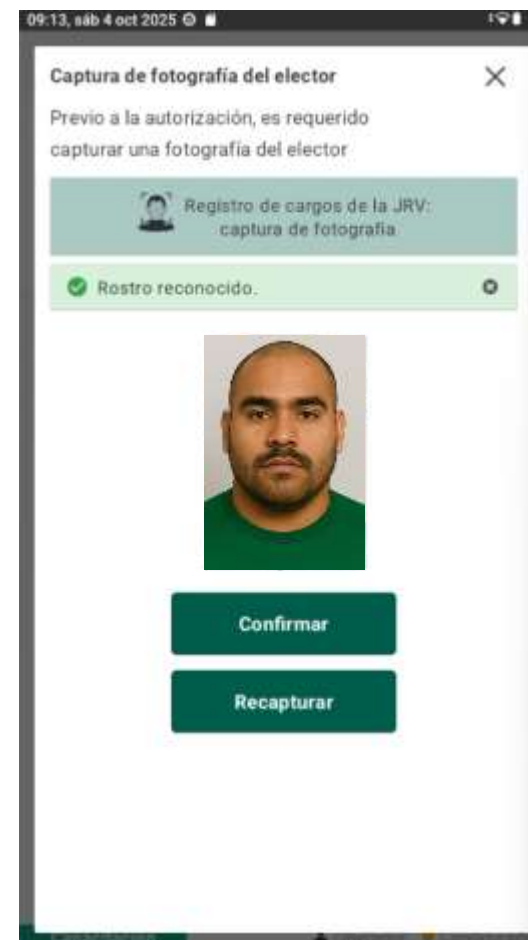 09:13, sáb 4 oct 2025
Captura de fotografía del elector
Previo a la autorización, es requerido
capturar una fotografía del elector
Registro de cargos de la JRV:
captura de fotografía
Rostro reconocido.
Confirmar
Recapturar